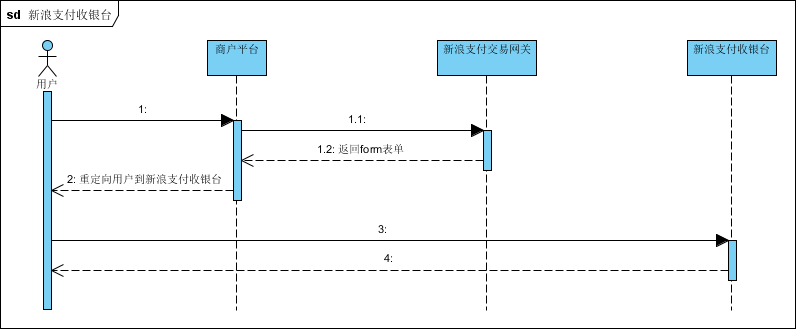 sd 新浪支付收银台
用户
商户平台
新浪支付交易网关
新浪支付收银台
1:
1.1:
1.2: 返回form表单
2: 重定向用户到新浪支付收银台
3:
4: